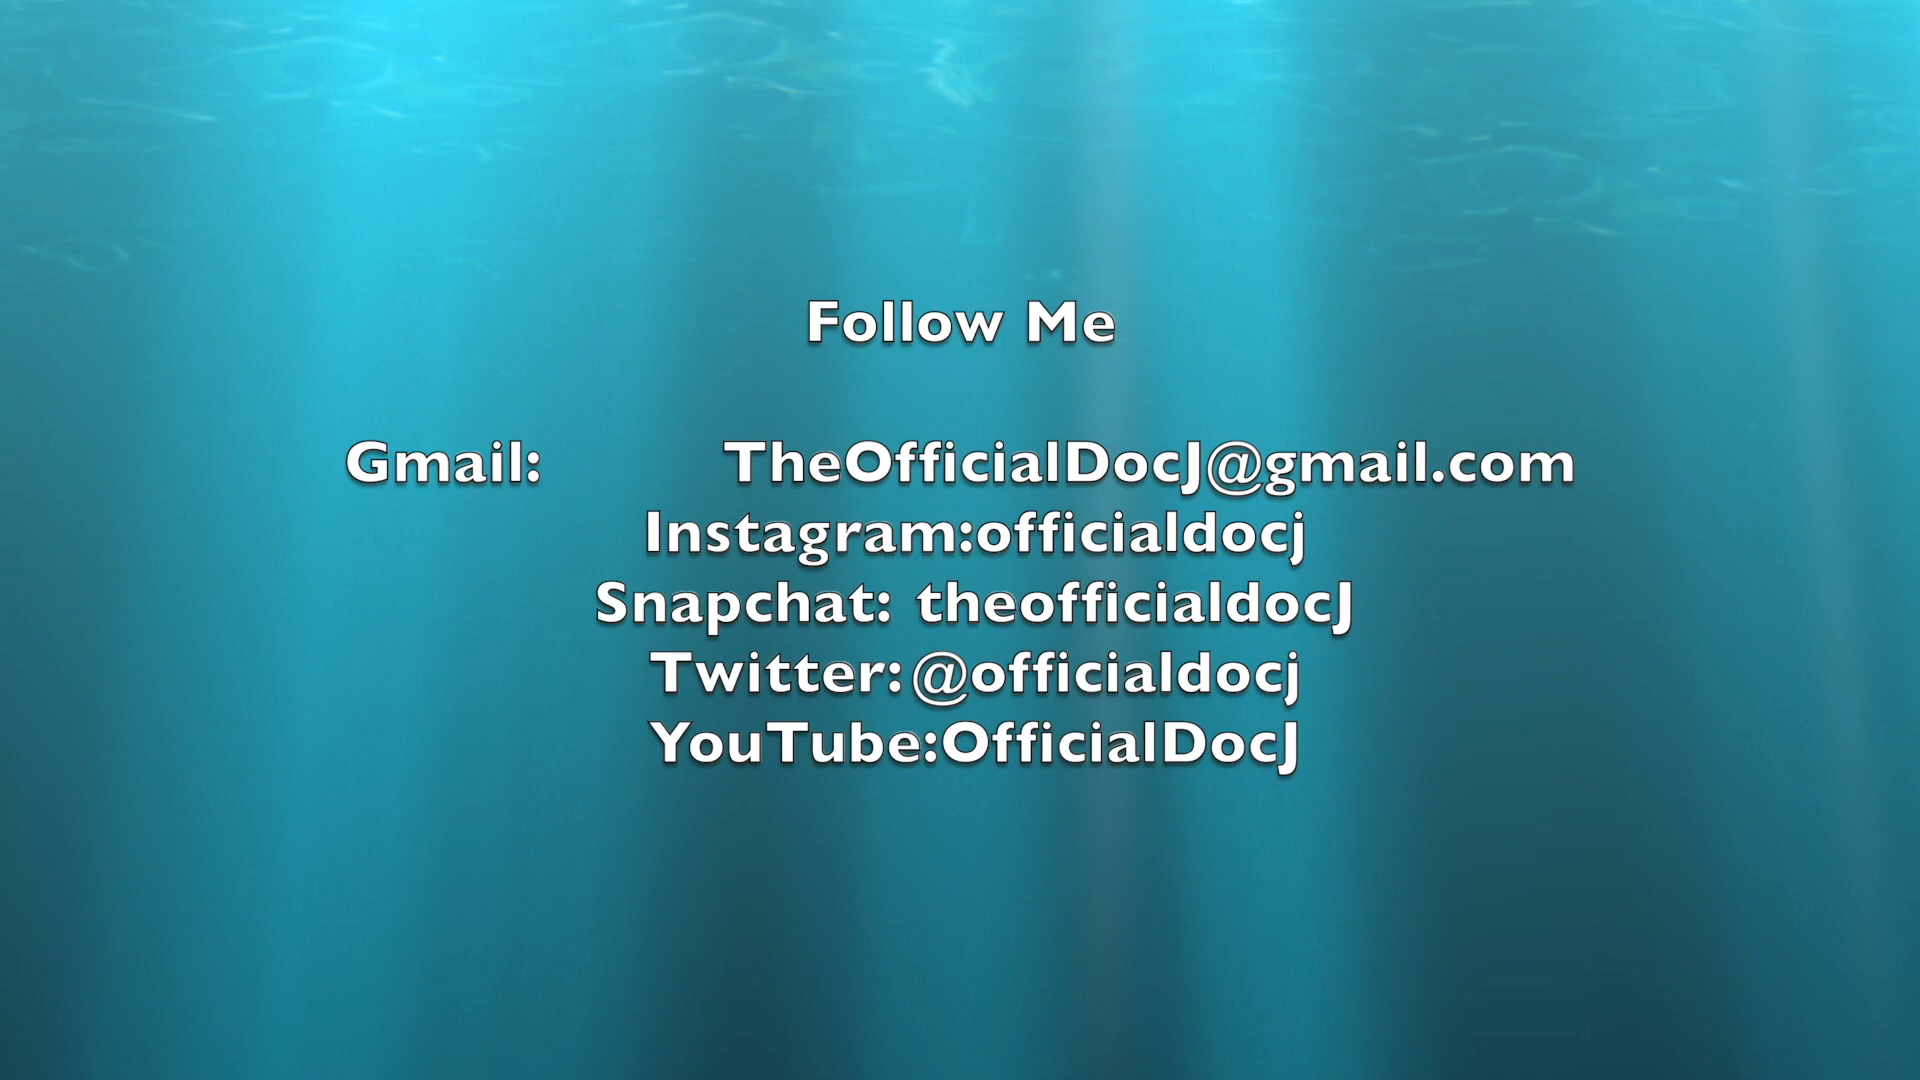 Follow Me
Gmail: TheOfficialDocJ@gmail.com
Instagram:officialdocj
Snapchat: theofficialdocJ
Twitter:@officialdocj
YouTube:OfficialDocJ